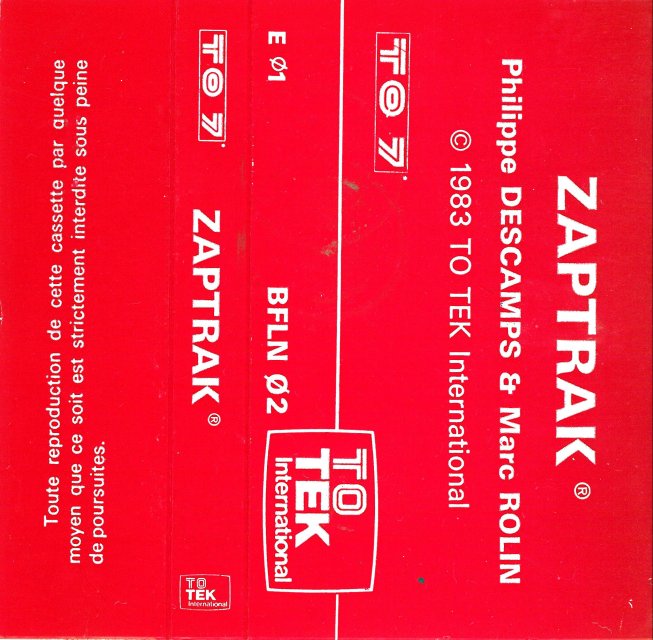 ZAPTRAK ®
Philippe DESCAMPS & Marc ROLIN
© 1983 TO TEK International
TO 7
E Ø1
BFLN Ø2
TO
TEK
International
TO 7
ZAPTRAK ®
TO
TEK
International
Toute reproduction de cette cassette par quelque
moyen que ce soit est strictement interdite sous peine
de poursuites.